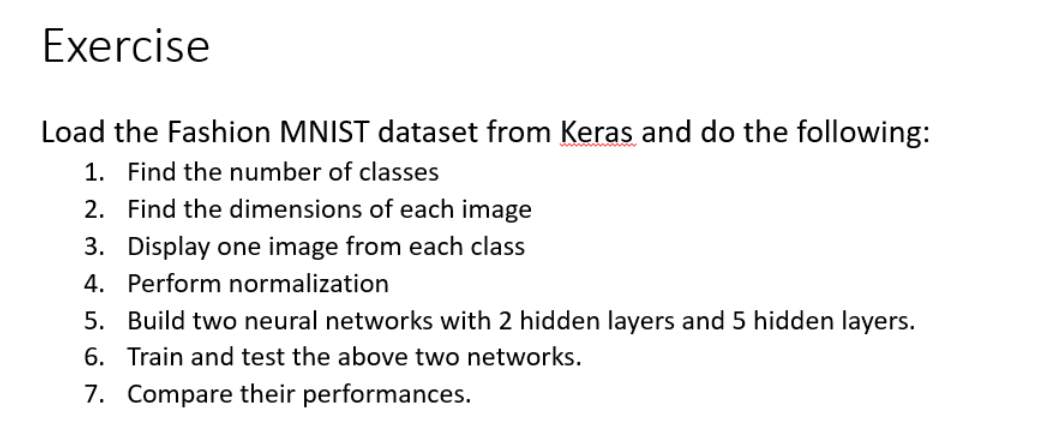 Exercise
Load the Fashion MNIST dataset from Keras and do the following:
1. Find the number of classes
2. Find the dimensions of each image
3. Display one image from each class
4. Perform normalization
5. Build two neural networks with 2 hidden layers and 5 hidden layers.
6. Train and test the above two networks.
7. Compare their performances.